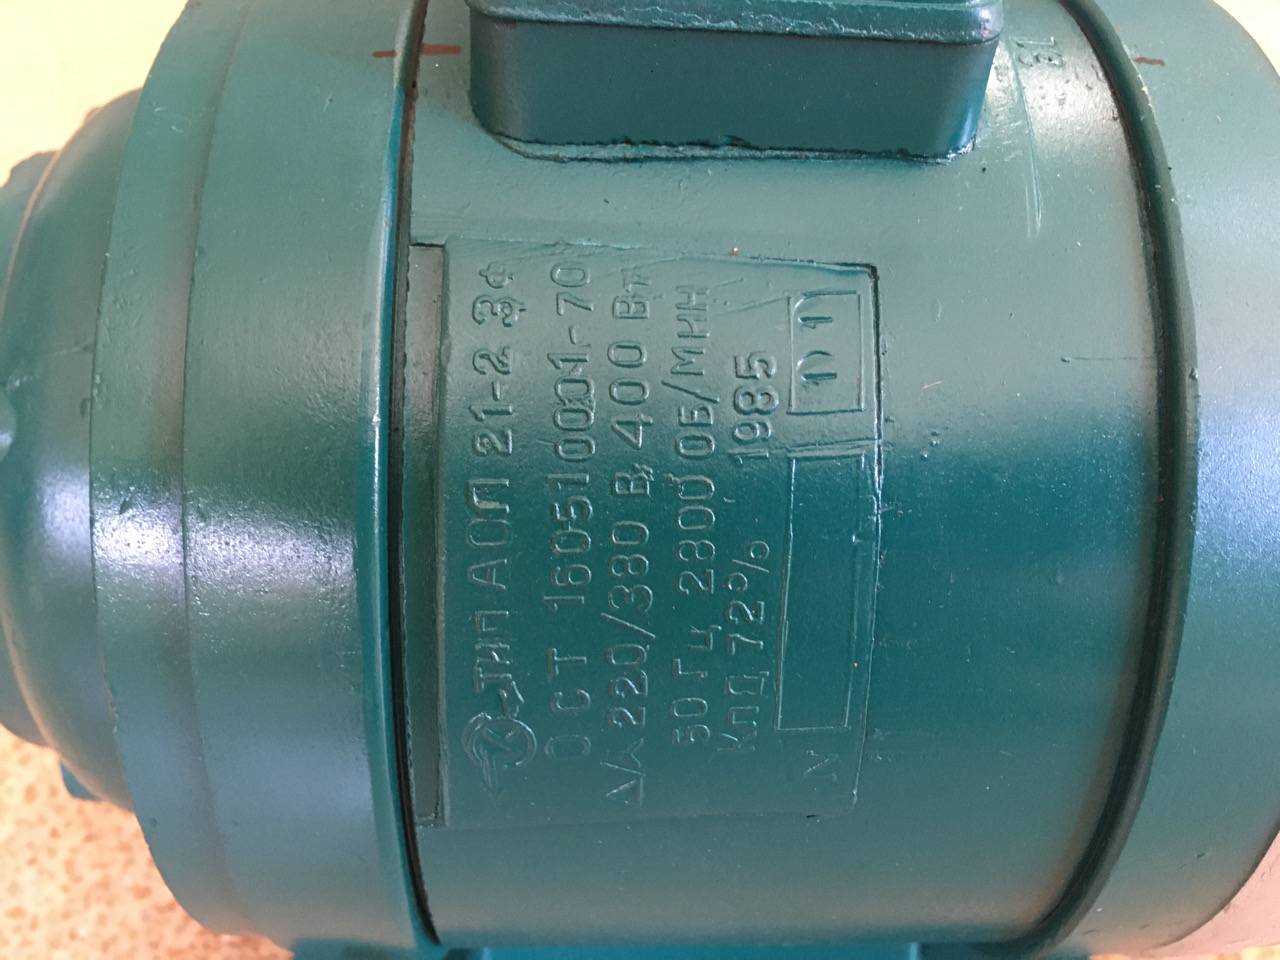 Тип АОЛ 21-2 3ф
ОСТ 160510001-70
Δ/⅄ 220/380 В, 400 Вт
50 Гц 2800 ОБ/МИН
КПД 72% 1985
N